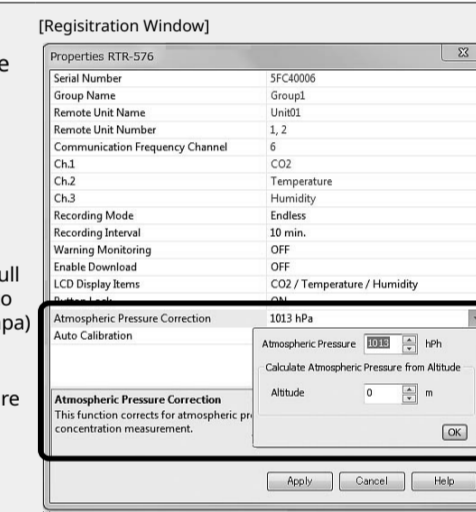 [Regisitration Window]
e
Properties RTR-576
Serial Number 5FC40006
Group Name Group1
Remote Unit Name Unit01
Remote Unit Number 1, 2
Communication Frequency Channel 6
Ch.1 CO2
Ch.2 Temperature
Ch.3 Humidity
Recording Mode Endless
Recording Interval 10 min.
Warning Monitoring OFF
Enable Download OFF
ull
LCD Display Items CO2 / Temperature / Humidity
o
Button Lock ON
pa)
Atmospheric Pressure Correction 1013 hPa
Auto Calibration
Atmospheric Pressure 1013 hPh
Calculate Atmospheric Pressure from Altitude
re
Altitude 0 m
Atmospheric Pressure Correction
This function corrects for atmospheric pr
concentration measurement.
OK
Apply Cancel Help